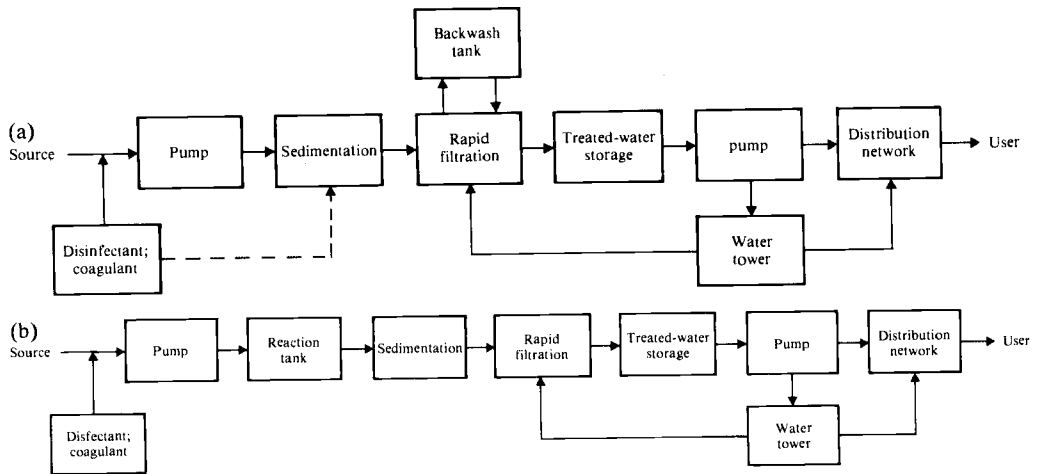 Backwash
tank
(a)
Source
Pump
Sedimentation
Rapid
filtration
Treated-water
storage
pump
Distribution
network
User
Disinfectant;
coagulant
Water
tower
(b)
Source
Pump
Reaction
tank
Sedimentation
Rapid
filtration
Treated-water
storage
Pump
Distribution
network
User
Disfectant;
coagulant
Water
tower